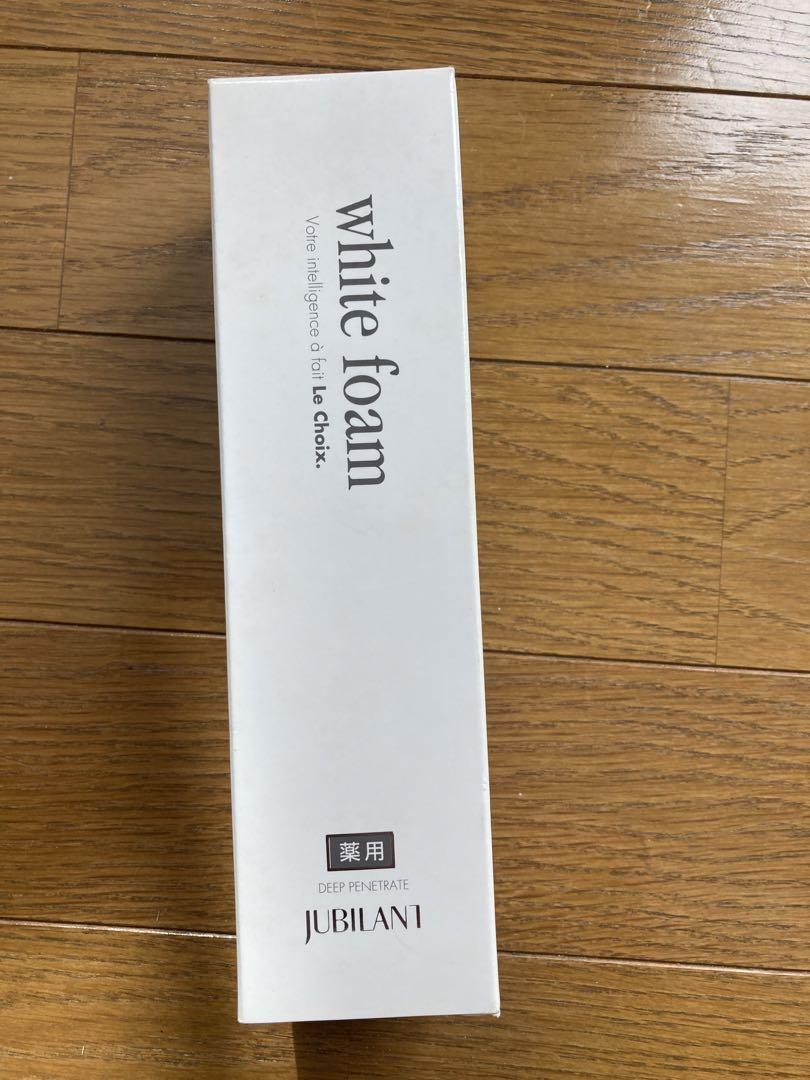 white foam
Votre intelligence à fait Le Choix.
薬用
DEEP PENETRATE
JUBILANT